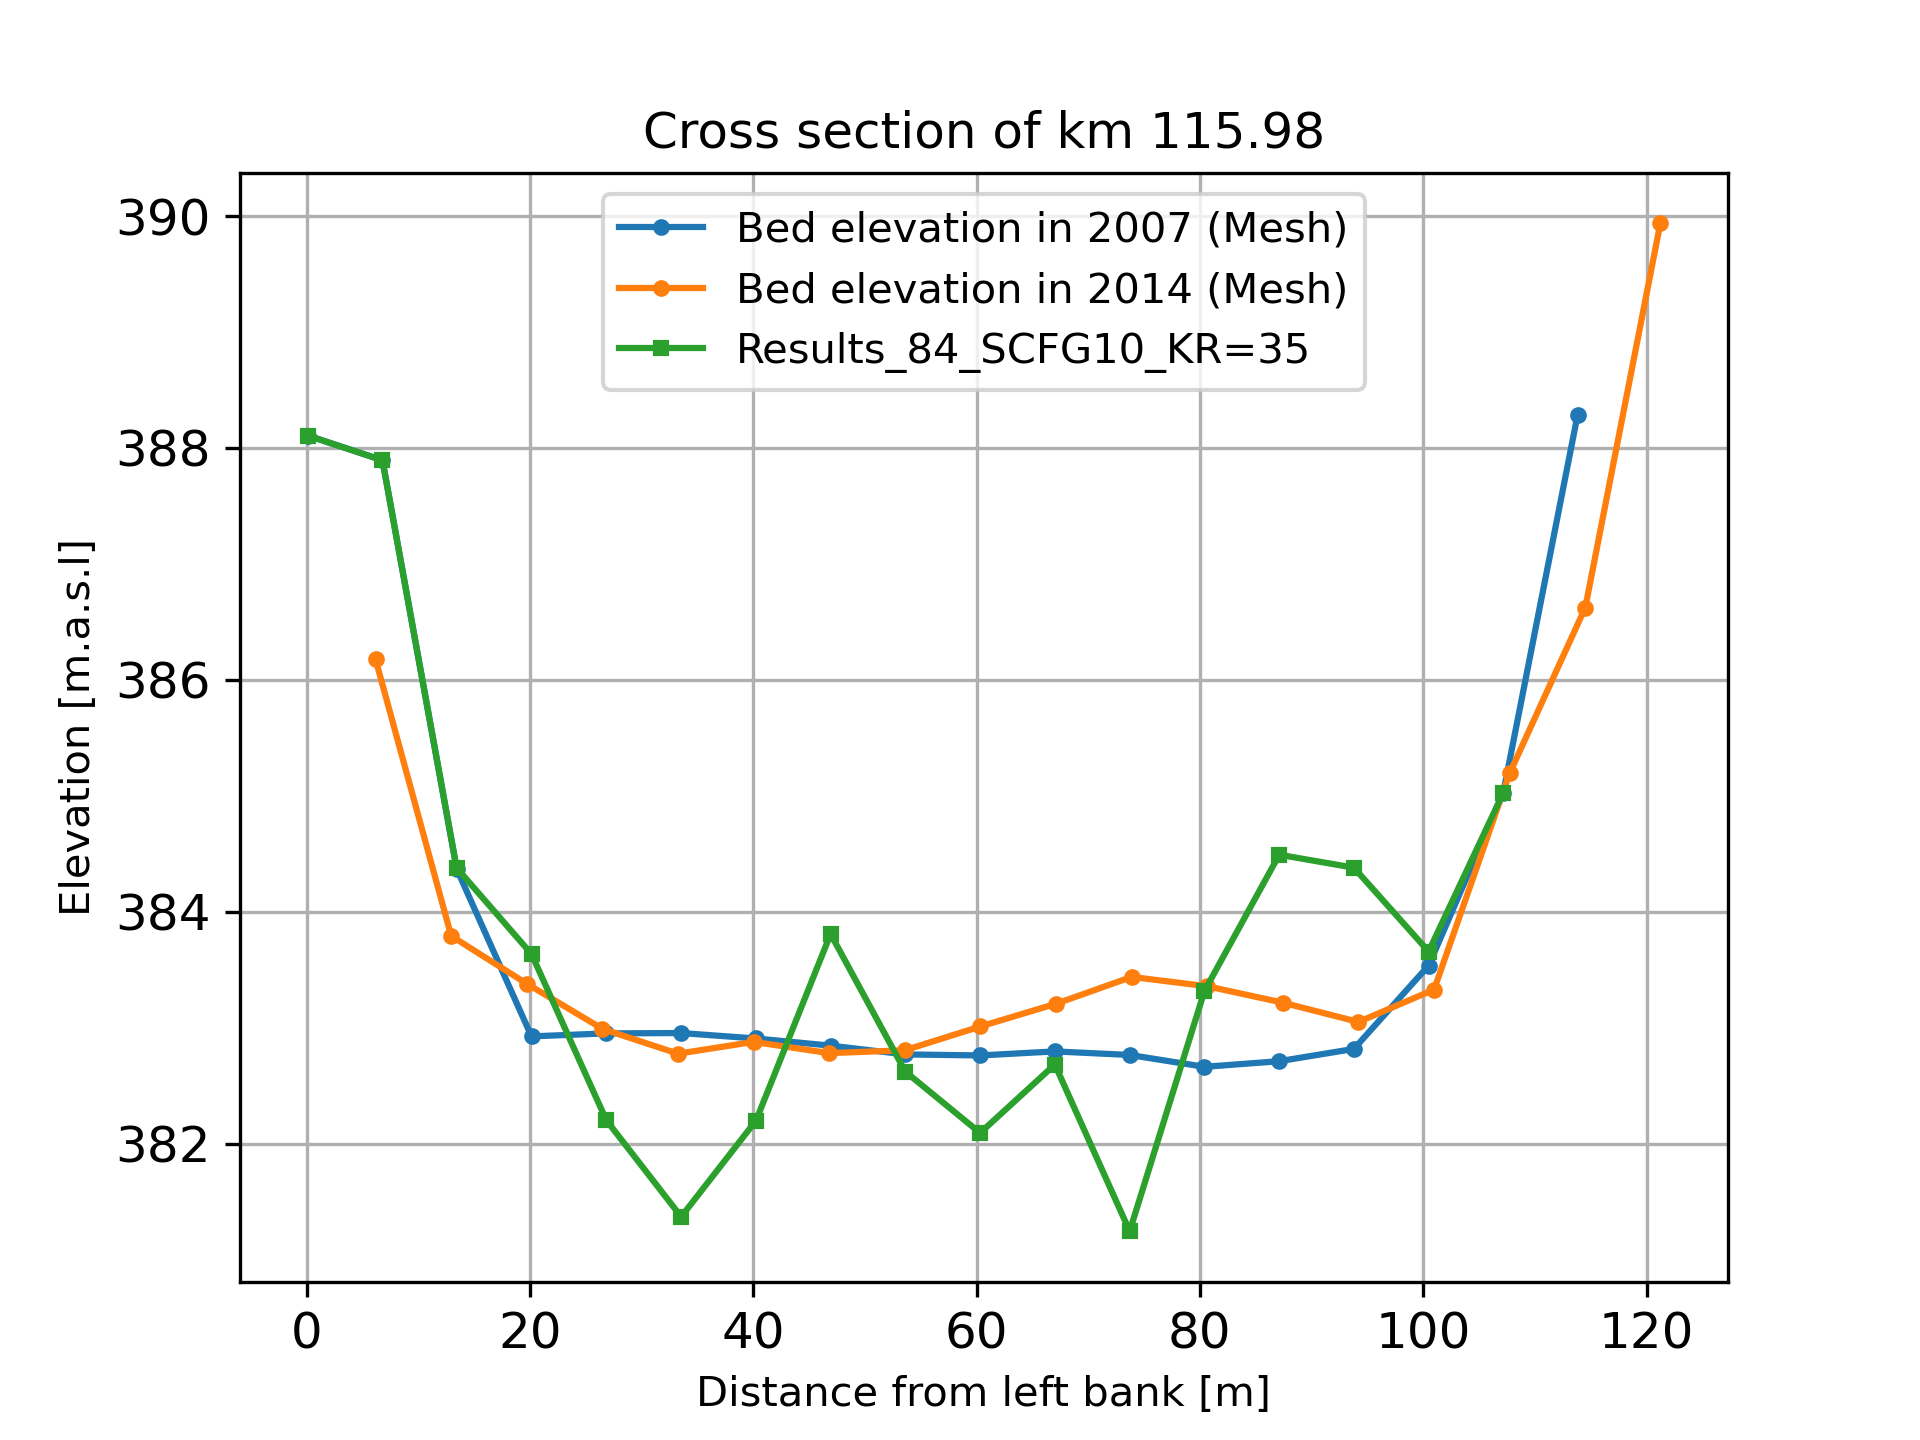 Cross section of km 115.98
Bed elevation in 2007 (Mesh)
Bed elevation in 2014 (Mesh)
Results_84_SCFG10_KR=35
390
388
386
384
382
Elevation [m.a.s.l]
0 20 40 60 80 100 120
Distance from left bank [m]